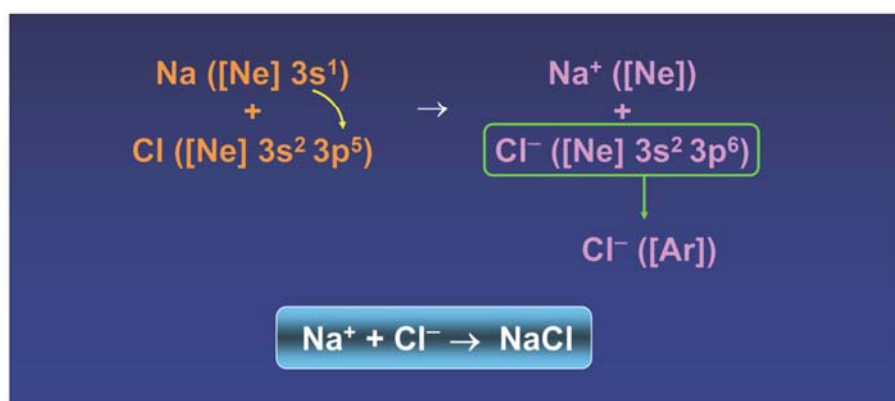 Na ([Ne] 3s¹)
+
Cl ([Ne] 3s² 3p⁵)
→
Na⁺ ([Ne])
+
Cl⁻ ([Ne] 3s² 3p⁶)
Cl⁻ ([Ar])
Na⁺ + Cl⁻ → NaCl